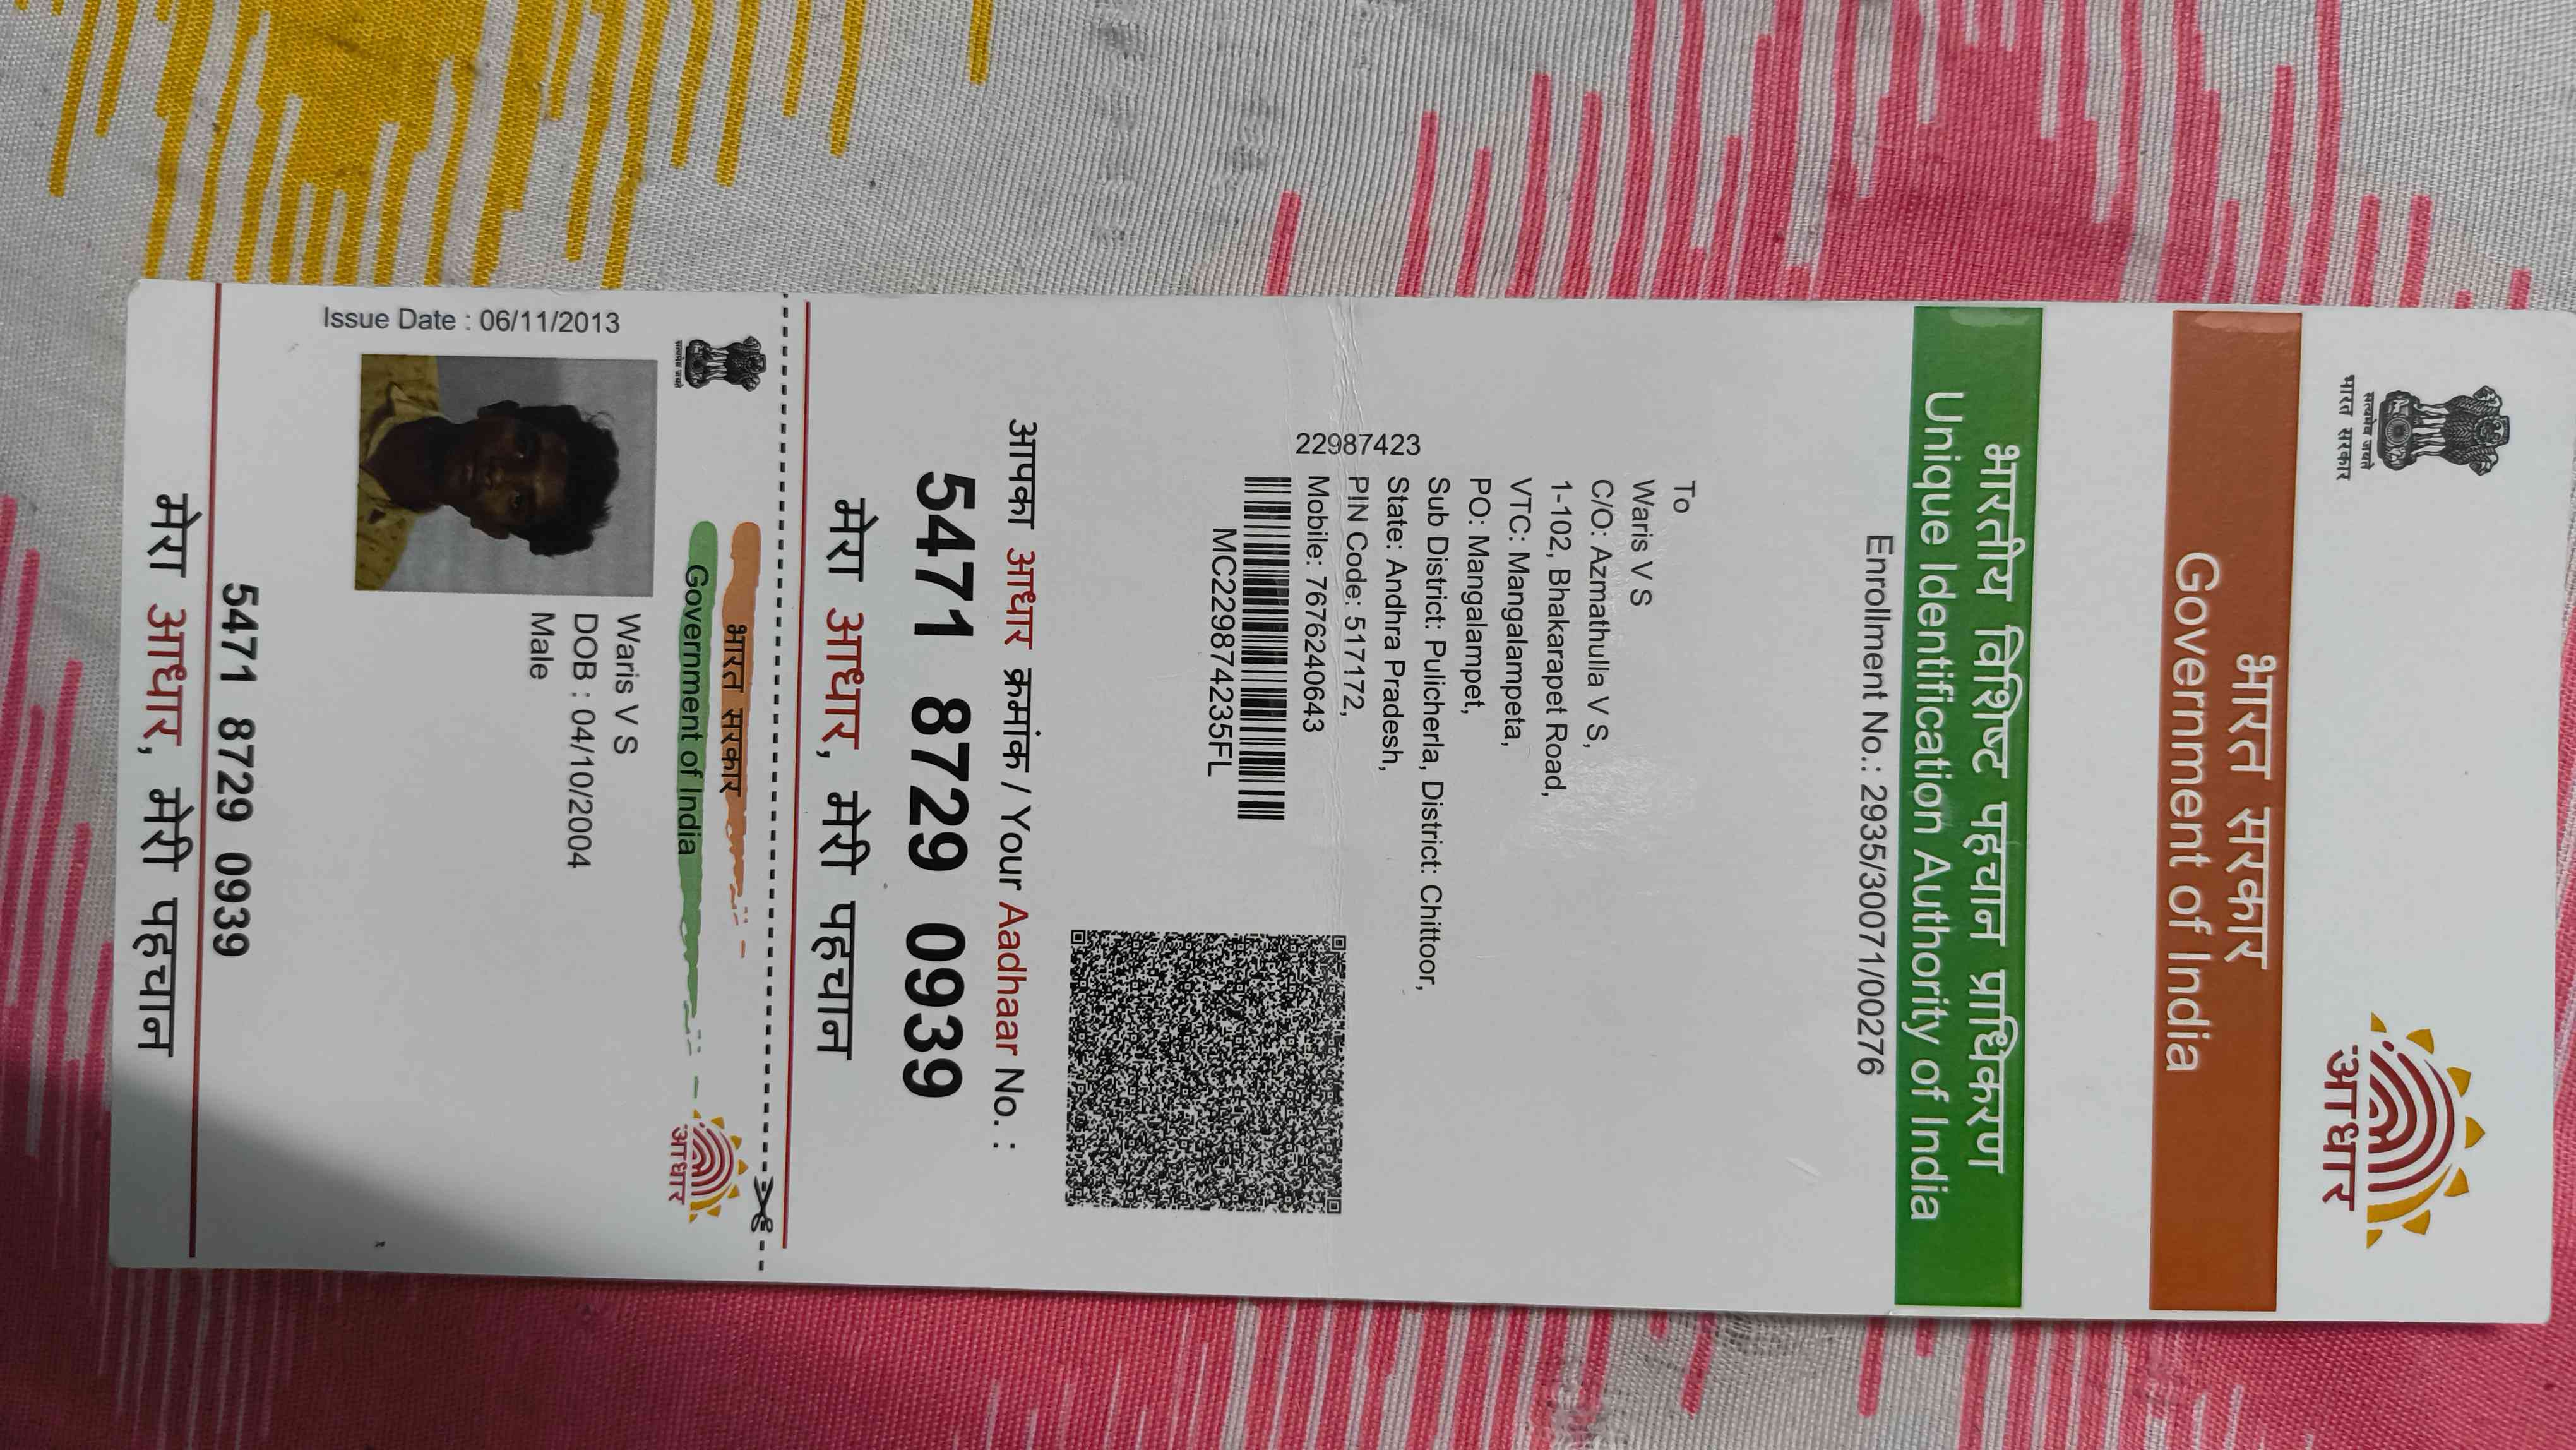 सत्यमेव जयते
भारत सरकार
आधार
भारत सरकार
Government of India
भारतीय विशिष्ट पहचान प्राधिकरण
Unique Identification Authority of India
Enrollment No.: 2935/30071/00276
To
Waris V S
C/O: Azmathulla V S,
1-102, Bhakarapet Road,
VTC: Mangalampeta,
PO: Mangalampet,
Sub District: Pulicherla, District: Chittoor,
State: Andhra Pradesh,
PIN Code: 517172,
Mobile: 7676240643
22987423
MC229874235FL
आपका आधार क्रमांक / Your Aadhaar No. :
5471 8729 0939
मेरा आधार, मेरी पहचान
सत्यमेव जयते
भारत सरकार
Government of India
आधार
Issue Date : 06/11/2013
Waris V S
DOB : 04/10/2004
Male
5471 8729 0939
मेरा आधार, मेरी पहचान